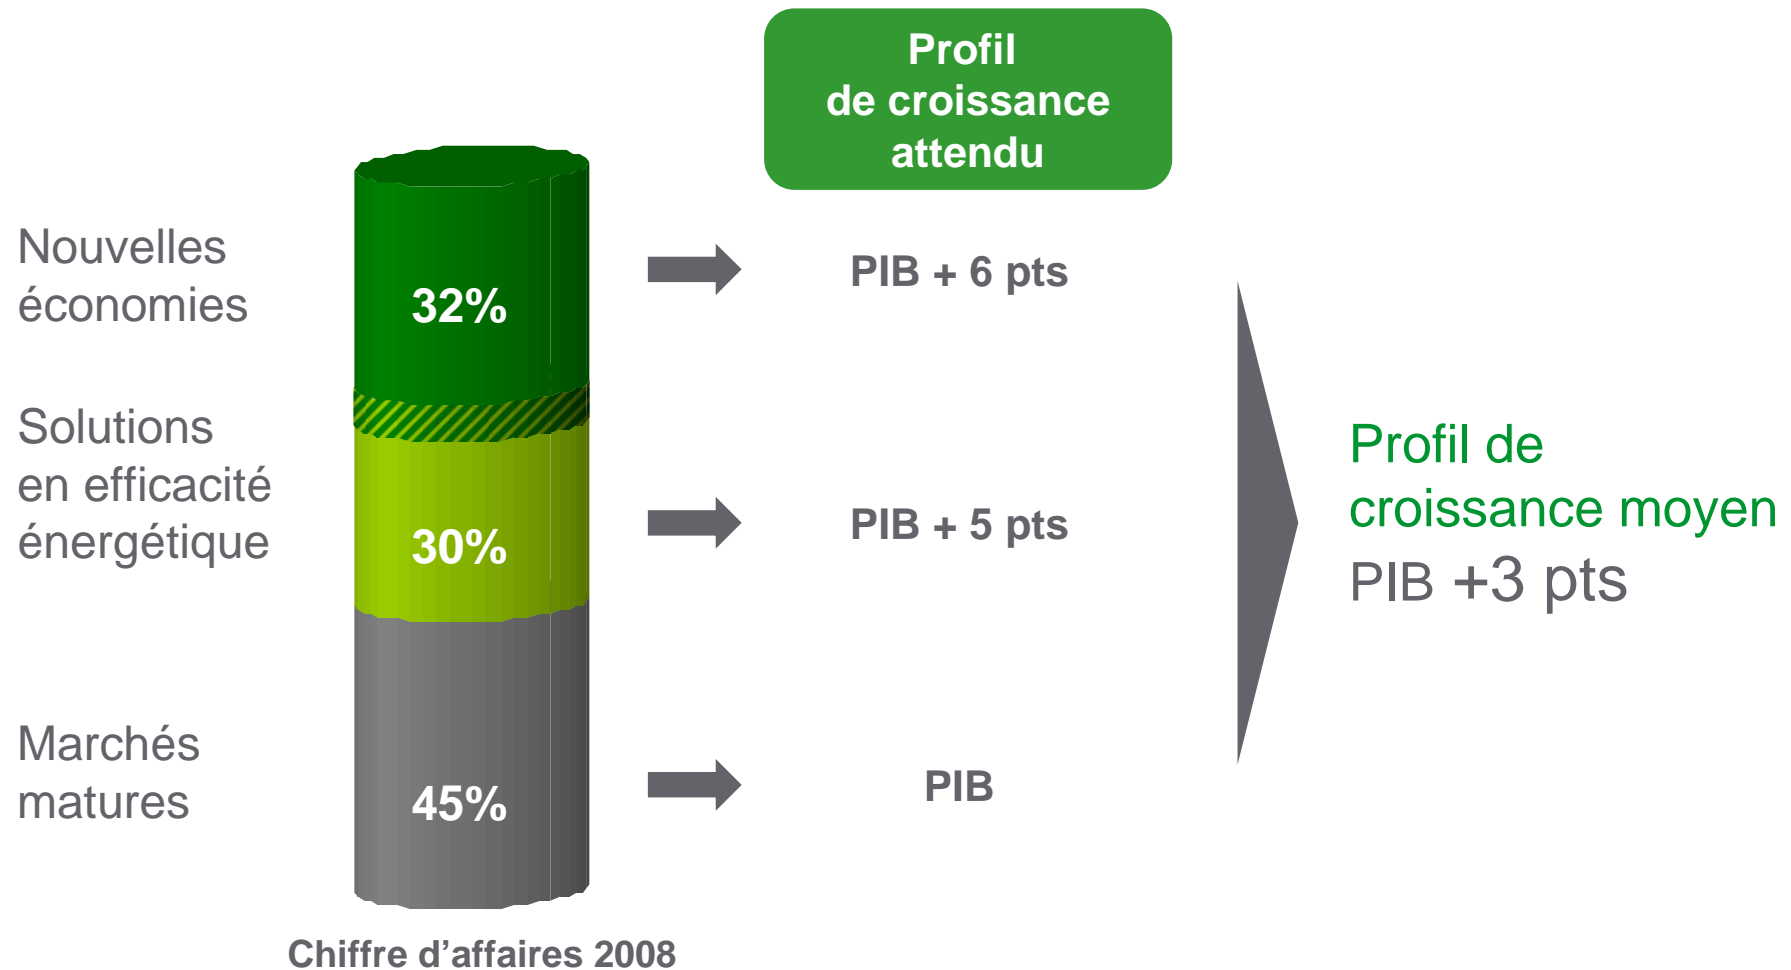 Profil
de croissance
attendu
Nouvelles
économies
32%
PIB + 6 pts
Solutions
en efficacité
énergétique
30%
PIB + 5 pts
Marchés
matures
45%
PIB
Profil de
croissance moyen
PIB +3 pts
Chiffre d’affaires 2008